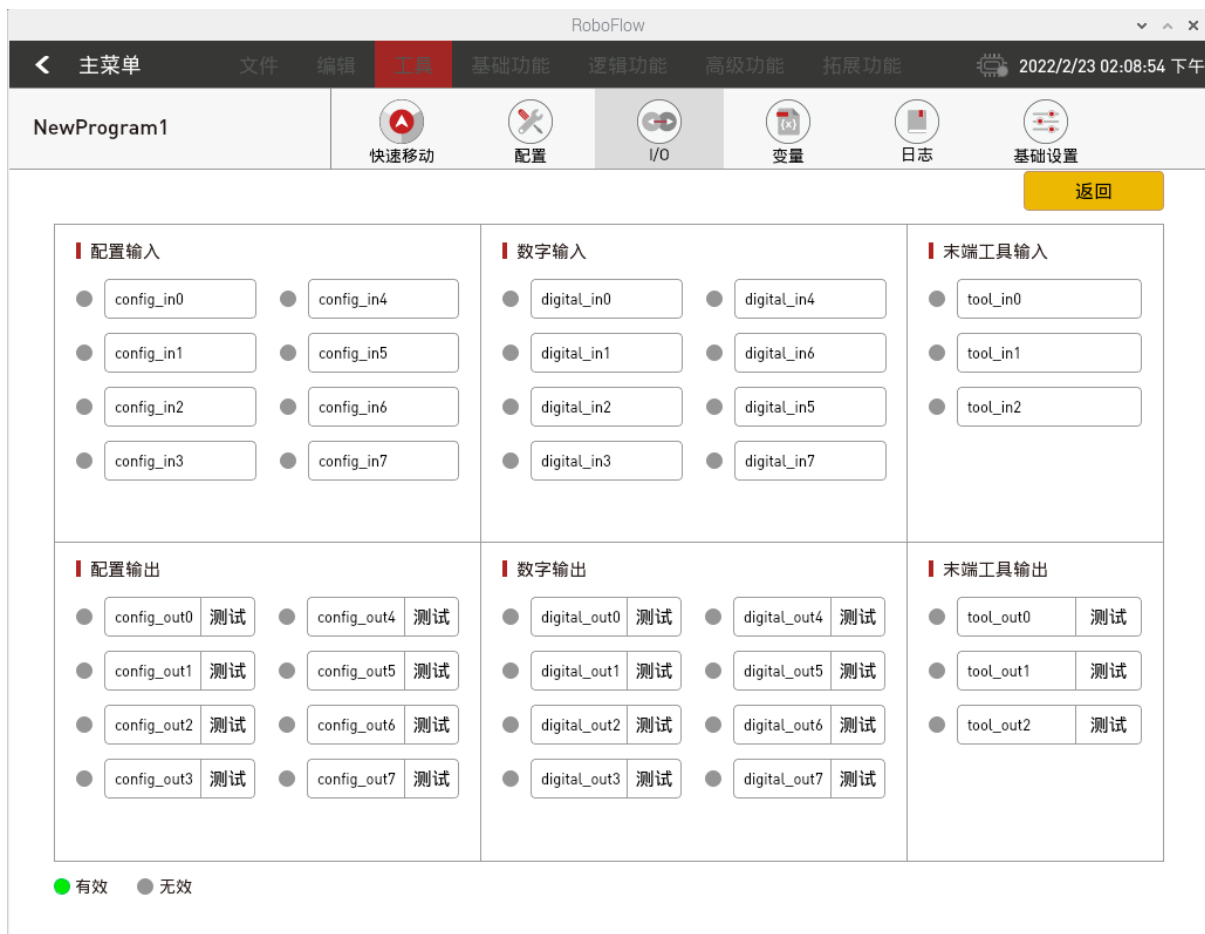 RoboFlow
主菜单 文件 编辑 工具 基础功能 逻辑功能 高级功能 拓展功能 2022/2/23 02:08:54 下午
NewProgram1
快速移动 配置 I/O 变量 日志 基础设置
返回
配置输入 数字输入 末端工具输入
config_in0 config_in4 digital_in0 digital_in4 tool_in0
config_in1 config_in5 digital_in1 digital_in6 tool_in1
config_in2 config_in6 digital_in2 digital_in5 tool_in2
config_in3 config_in7 digital_in3 digital_in7
配置输出 数字输出 末端工具输出
config_out0 测试 config_out4 测试 digital_out0 测试 digital_out4 测试 tool_out0 测试
config_out1 测试 config_out5 测试 digital_out1 测试 digital_out5 测试 tool_out1 测试
config_out2 测试 config_out6 测试 digital_out2 测试 digital_out6 测试 tool_out2 测试
config_out3 测试 config_out7 测试 digital_out3 测试 digital_out7 测试
有效 无效